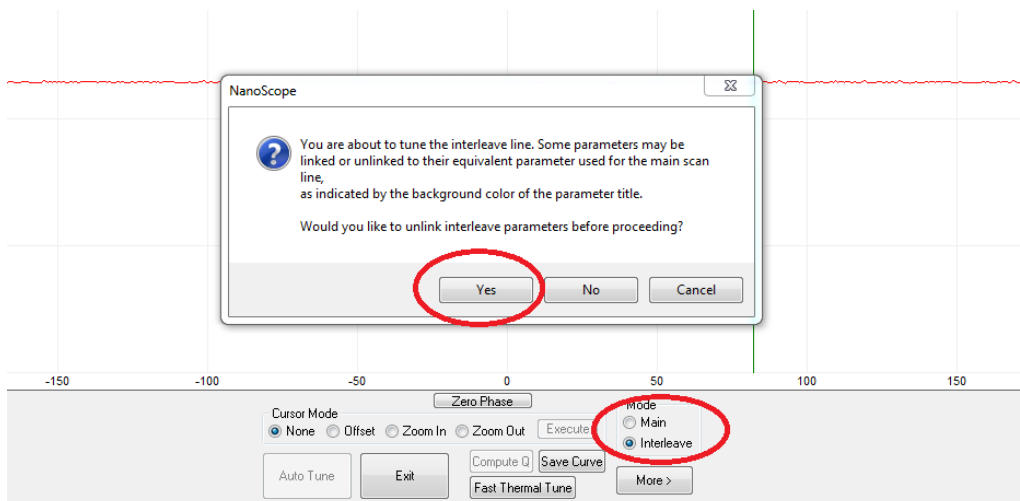 NanoScope
You are about to tune the interleave line. Some parameters may be
linked or unlinked to their equivalent parameter used for the main scan
line,
as indicated by the background color of the parameter title.
Would you like to unlink interleave parameters before proceeding?
Yes No Cancel
-150 -100 -50 0 50 100 150
Zero Phase
Cursor Mode
None Offset Zoom In Zoom Out Execute
Mode
Main
Interleave
Auto Tune
Exit
Compute Q Save Curve
Fast Thermal Tune
More >